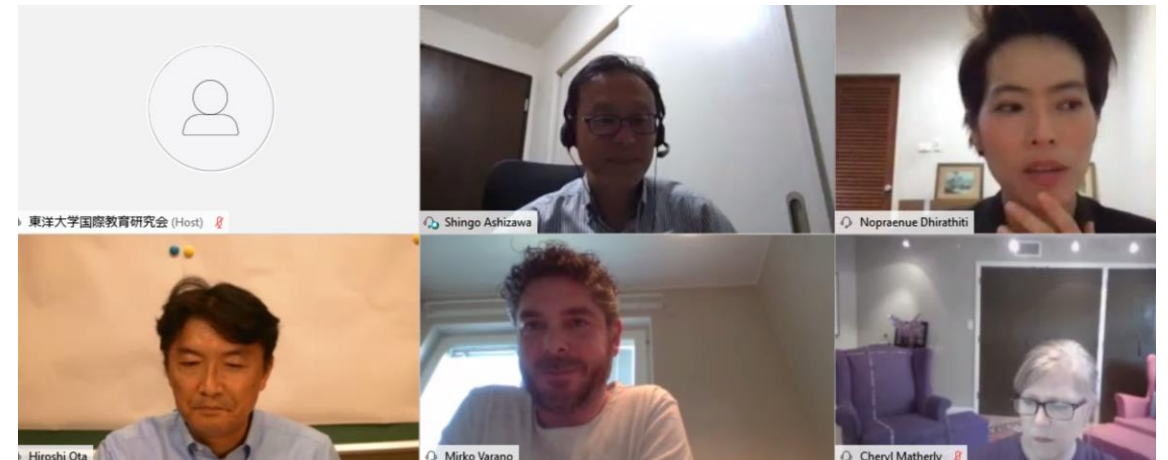 東洋大学国際教育研究会 (Host)
Shingo Ashizawa
Nopraenue Dhirathiti
Hiroshi Ota
Mirko Varano
Cheryl Matherly